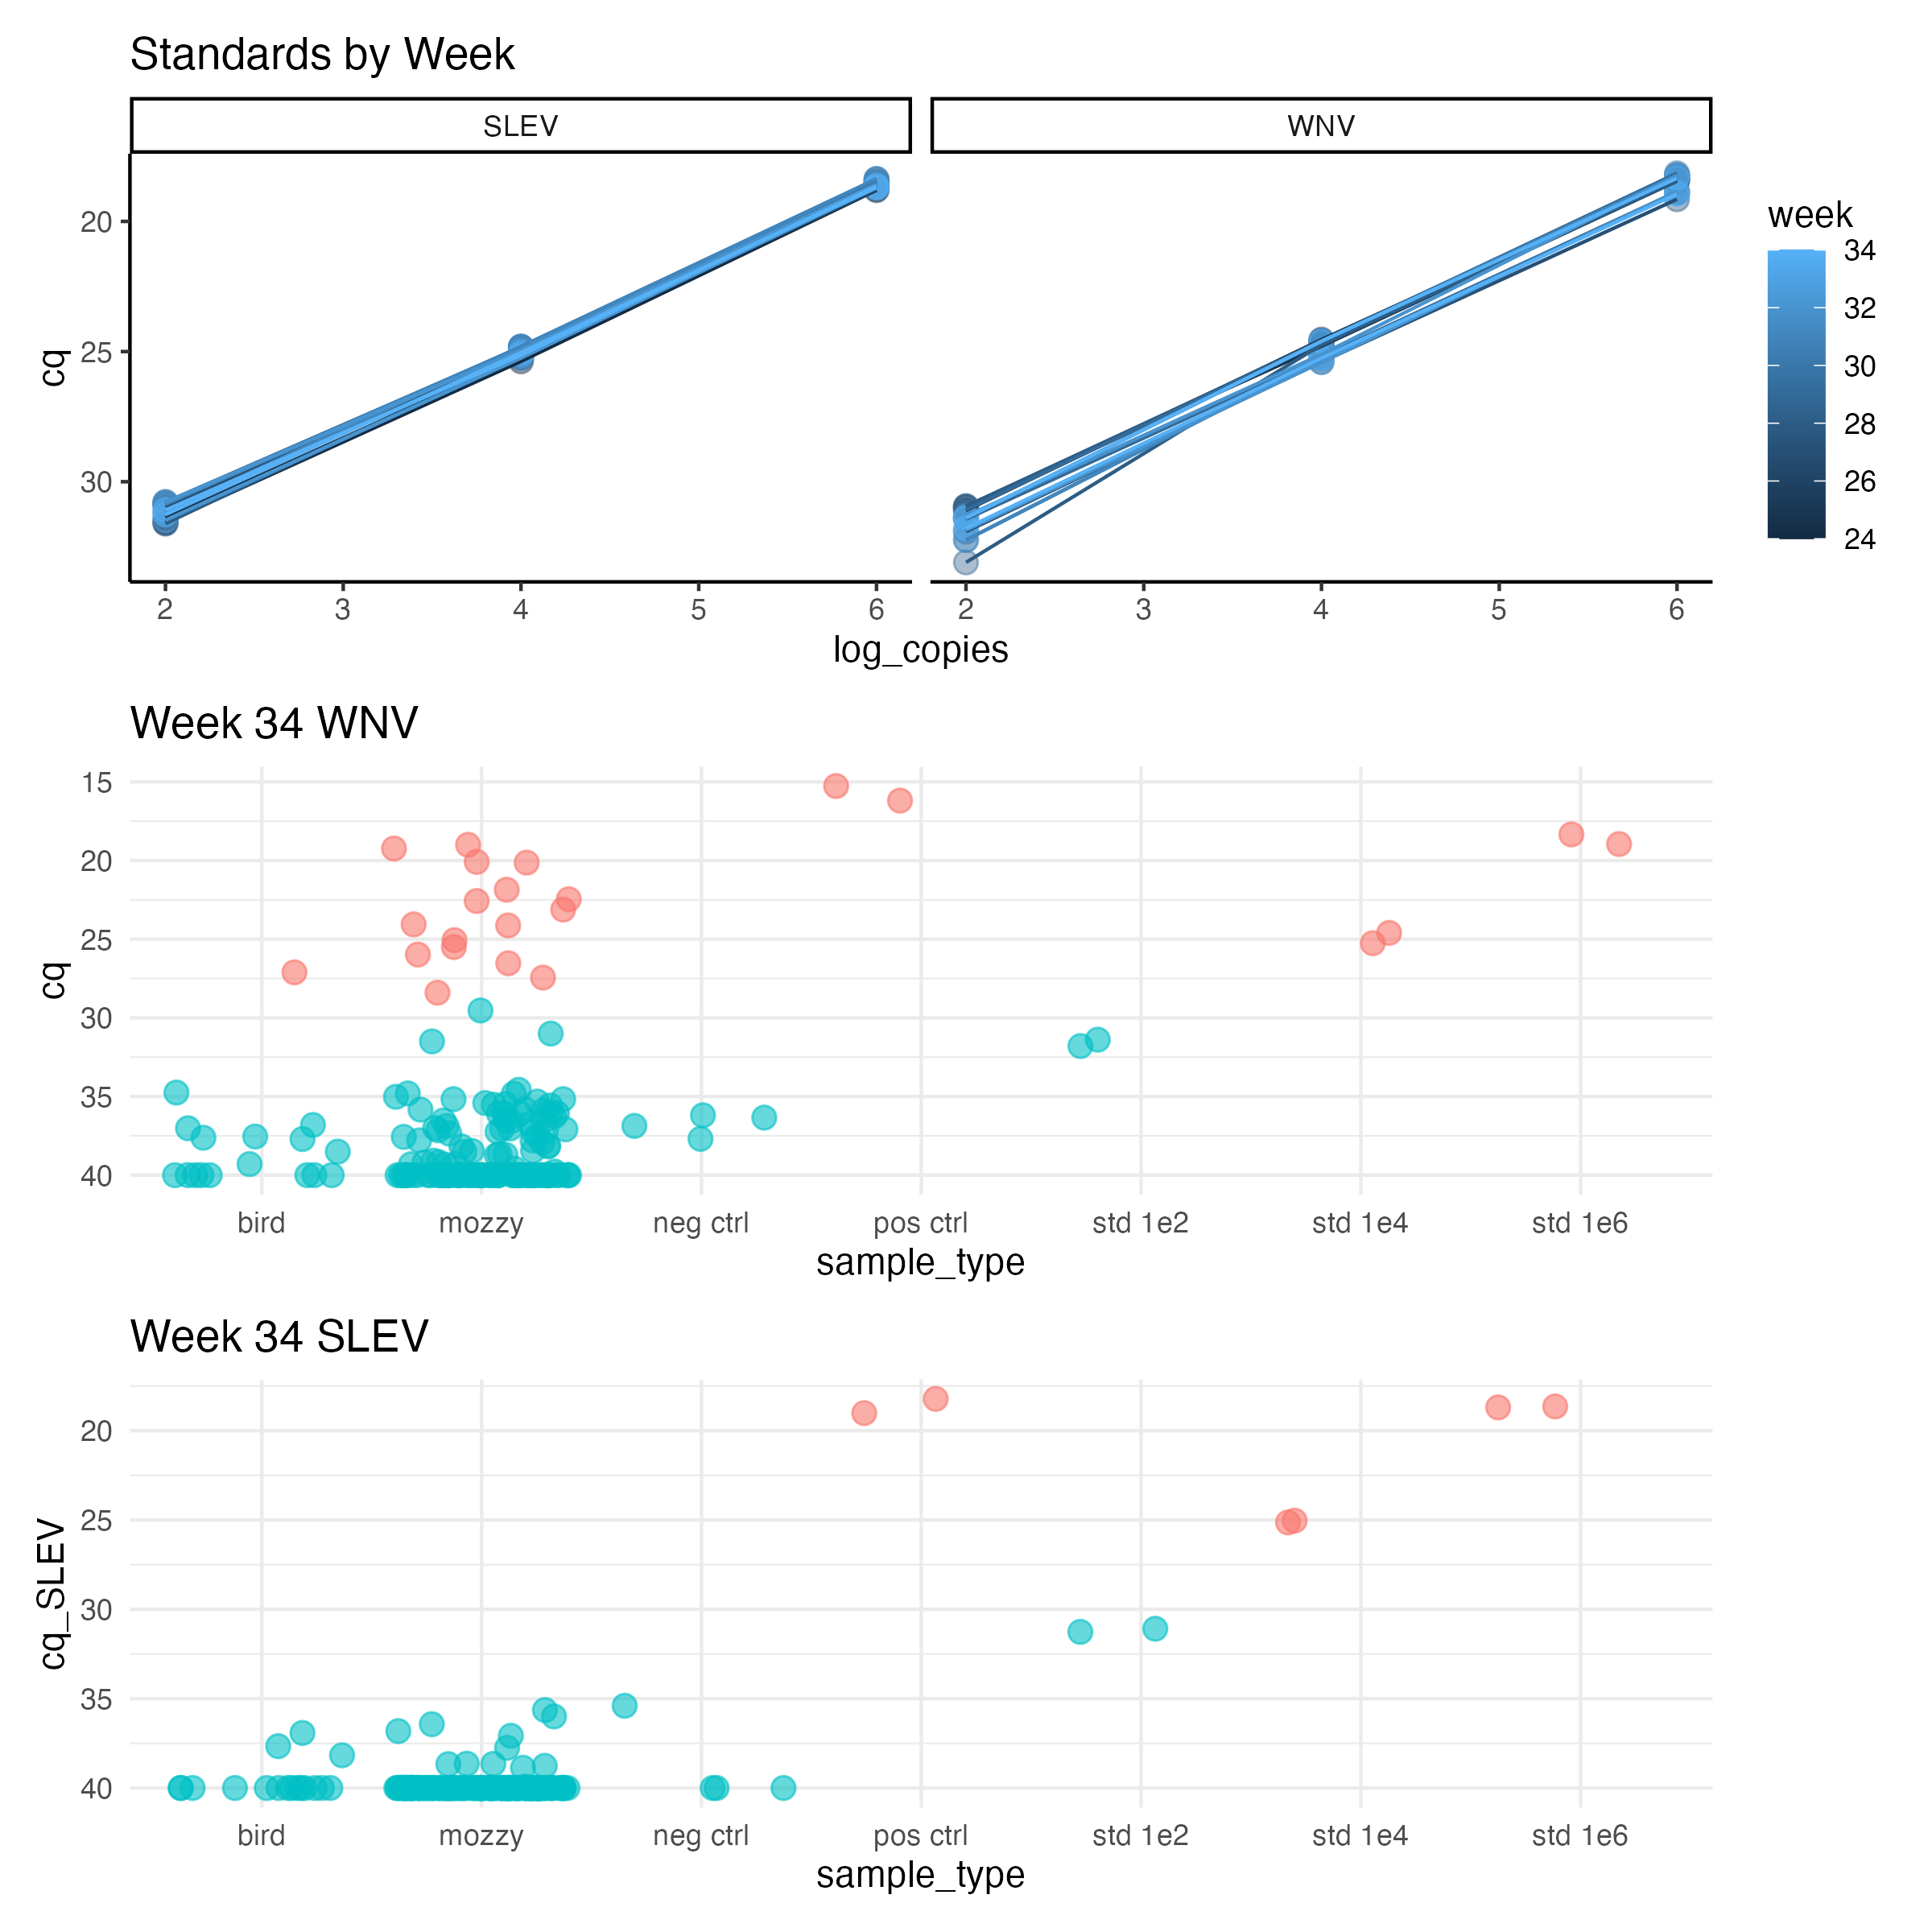 Standards by Week
SLEV
WNV
cq
20
25
30
2 3 4 5 6
2 3 4 5 6
log_copies
week
34
32
30
28
26
24
Week 34 WNV
cq
15
20
25
30
35
40
bird mozzy neg ctrl pos ctrl std 1e2 std 1e4 std 1e6
sample_type
Week 34 SLEV
cq_SLEV
20
25
30
35
40
bird mozzy neg ctrl pos ctrl std 1e2 std 1e4 std 1e6
sample_type